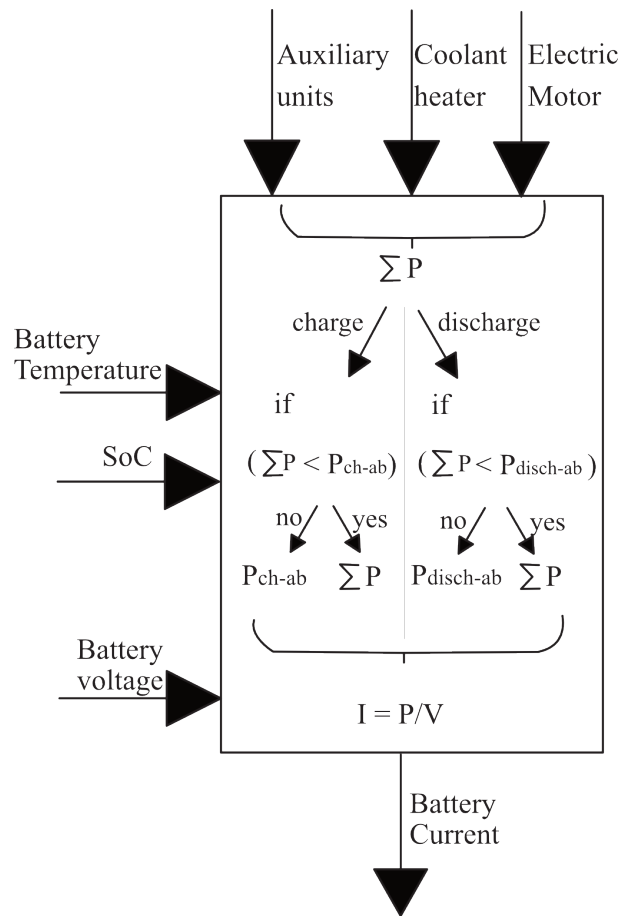 Auxiliary units
Coolant heater
Electric Motor
∑ P
charge
discharge
Battery Temperature
if
if
SoC
(∑P < Pch-ab)
(∑ P < Pdisch-ab)
no
yes
no
yes
Pch-ab
∑ P
Pdisch-ab
∑ P
Battery voltage
I = P/V
Battery Current